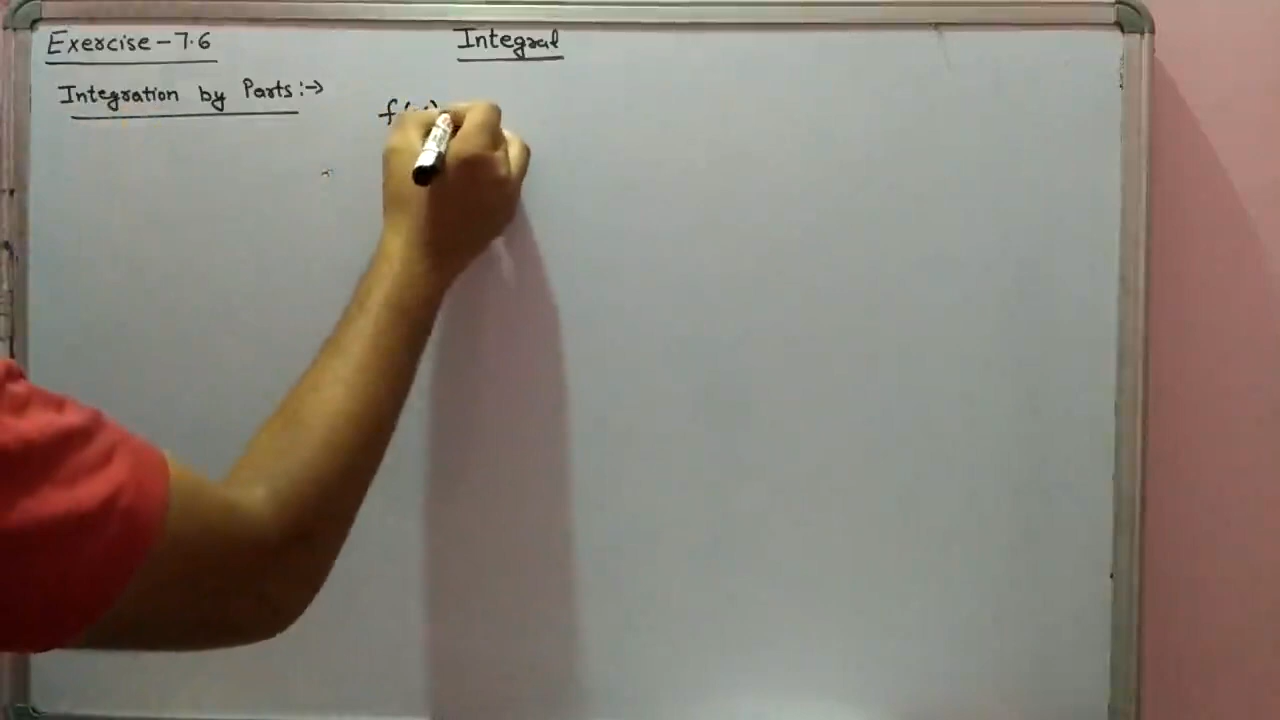 Exercise-7.6
Integral
Integration by Parts:→
f(